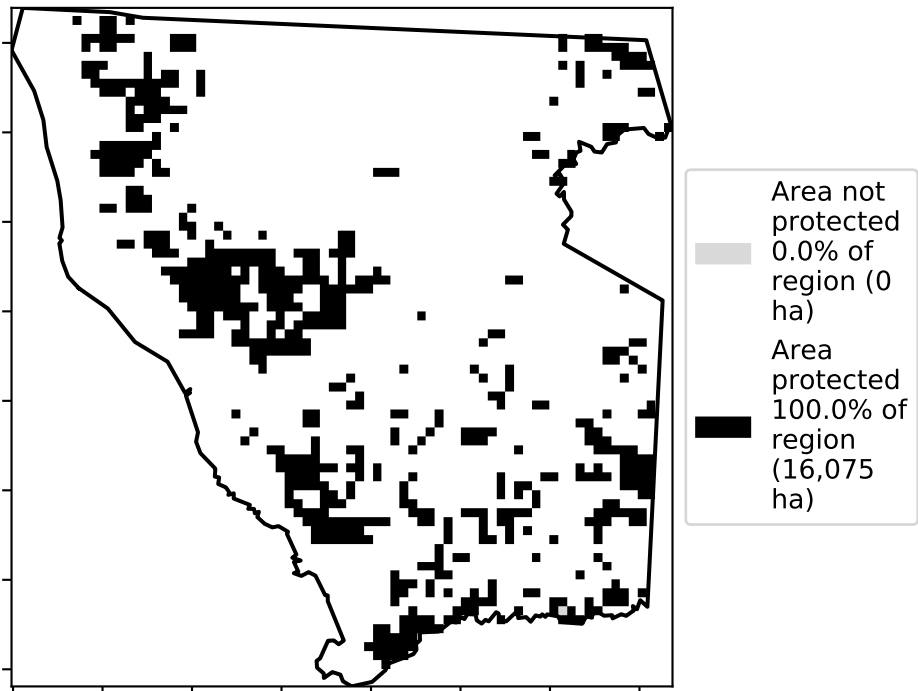 Area not
protected
0.0% of
region (0
ha)
Area
protected
100.0% of
region
(16,075
ha)